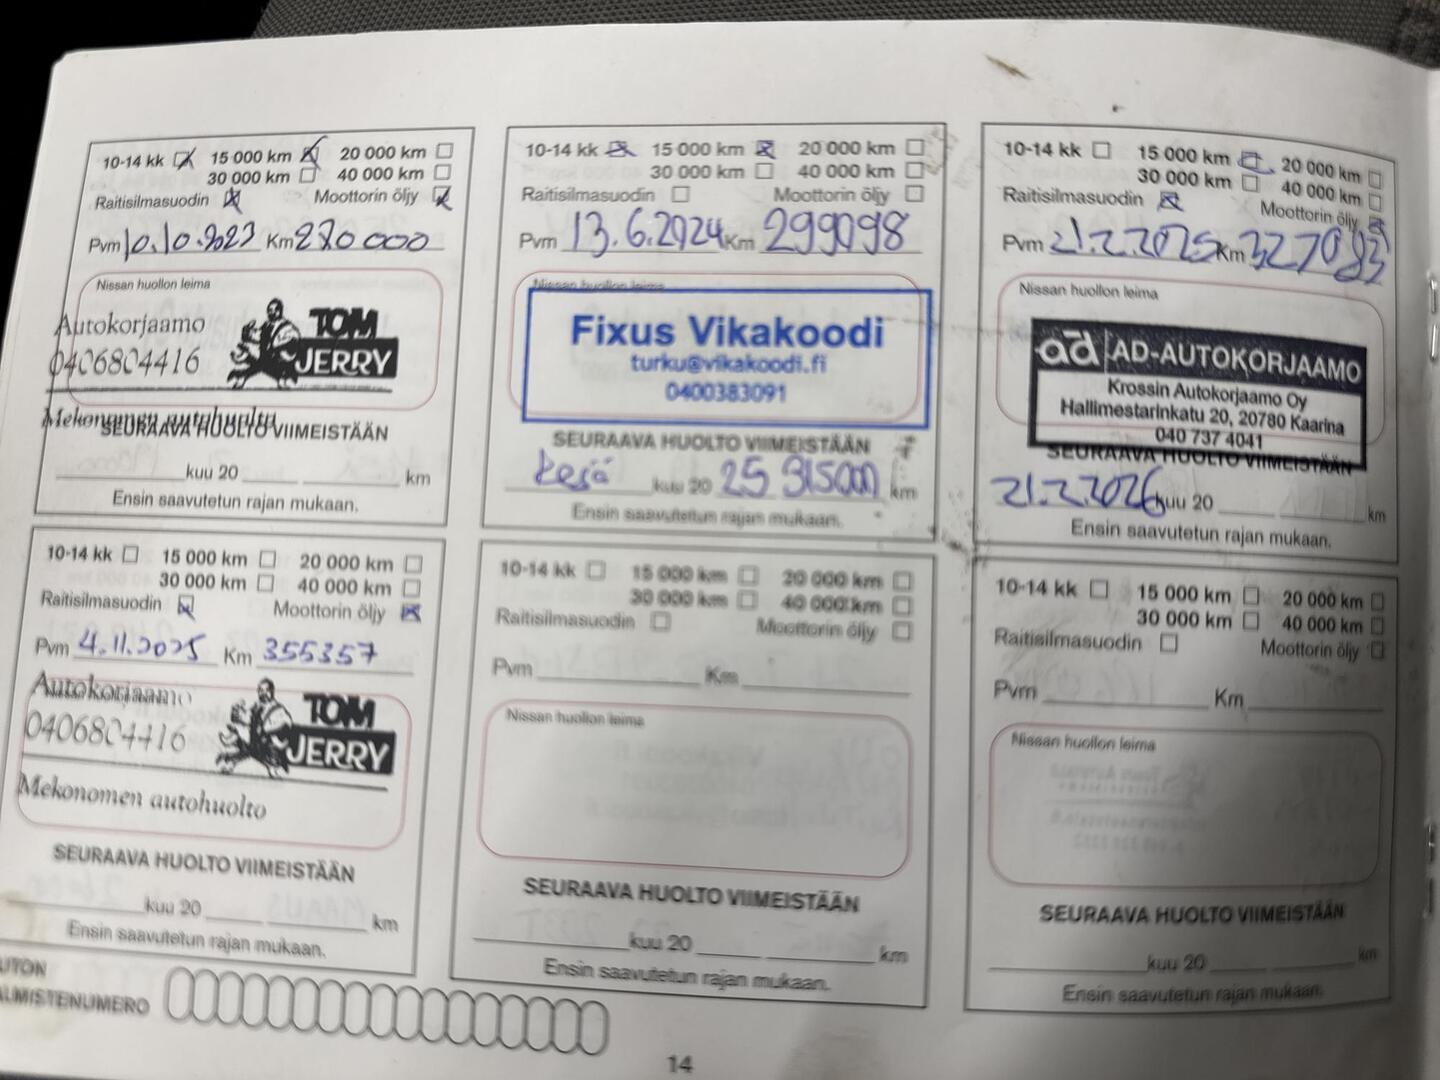 10-14 kk 15 000 km 20 000 km
30 000 km 40 000 km
Raitisilmasuodin Moottorin öljy
Pvm 10.10.2023 Km 270 000
Nissan huollon leima
Autokorjaamo
0406804416
TOM
JERRY
Mekonomen autohuolto
SEURAAVA HUOLTO VIIMEISTÄÄN
kuu 20 km
Ensin saavutetun rajan mukaan.
10-14 kk 15 000 km 20 000 km
30 000 km 40 000 km
Raitisilmasuodin Moottorin öljy
Pvm 13.6.2024 Km 299098
Nissan huollon leima
Fixus Vikakoodi
turku@vikakoodi.fi
0400383091
SEURAAVA HUOLTO VIIMEISTÄÄN
Kesä kuu 20 25 315000 km
Ensin saavutetun rajan mukaan.
10-14 kk 15 000 km 20 000 km
30 000 km 40 000 km
Raitisilmasuodin Moottorin öljy
Pvm 21.2.2025 Km 327083
Nissan huollon leima
ad AD-AUTOKORJAAMO
Krossin Autokorjaamo Oy
Hallimestarinkatu 20, 20780 Kaarina
040 737 4041
SEURAAVA HUOLTO VIIMEISTÄÄN
21.2.2026 kuu 20 km
Ensin saavutetun rajan mukaan.
10-14 kk 15 000 km 20 000 km
30 000 km 40 000 km
Raitisilmasuodin Moottorin öljy
Pvm 4.11.2025 Km 355357
Autokorjaamo
0406804416
TOM
JERRY
Mekonomen autohuolto
SEURAAVA HUOLTO VIIMEISTÄÄN
kuu 20 km
Ensin saavutetun rajan mukaan.
10-14 kk 15 000 km 20 000 km
30 000 km 40 000 km
Raitisilmasuodin Moottorin öljy
Pvm Km
Nissan huollon leima
SEURAAVA HUOLTO VIIMEISTÄÄN
kuu 20 km
Ensin saavutetun rajan mukaan.
10-14 kk 15 000 km 20 000 km
30 000 km 40 000 km
Raitisilmasuodin Moottorin öljy
Pvm Km
Nissan huollon leima
SEURAAVA HUOLTO VIIMEISTÄÄN
kuu 20 km
Ensin saavutetun rajan mukaan.
UTON
ALMISTENUMERO
14